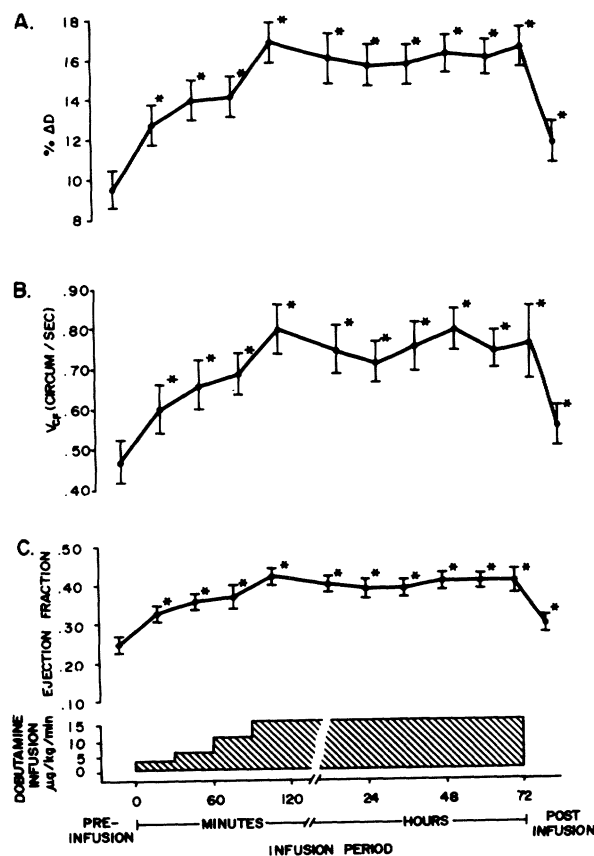 A.
18
*
16
14
12
10
8
% ΔD
B.
.90
.80
.70
.60
.50
.40
V_CF (CIRCUM / SEC)
C.
.50
.40
.30
.20
.10
EJECTION FRACTION
DOBUTAMINE
INFUSION
µg/kg/min
15
10
5
0
0 60 120 24 48 72
PRE-
INFUSION
MINUTES
HOURS
POST
INFUSION
INFUSION PERIOD